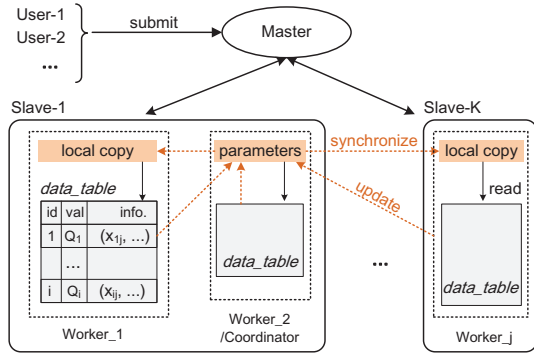 User-1
User-2
...
submit
Master
Slave-1
Slave-K
local copy
parameters
synchronize
local copy
data_table
read
id val info.
1 Q1 (x1j, ...)
...
i Qi (xij, ...)
update
data_table
...
data_table
Worker_1
Worker_2
/Coordinator
Worker_j